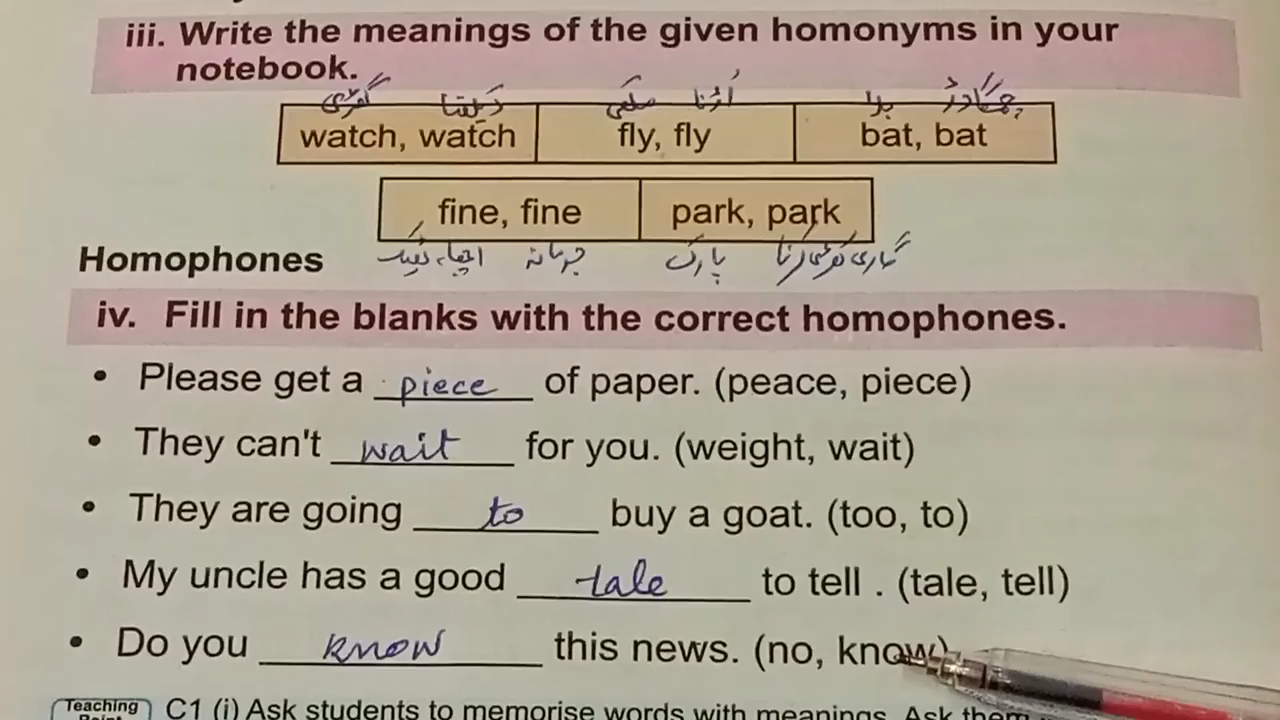 iii. Write the meanings of the given homonyms in your
notebook.
گھڑی دیکھنا مکھی اُڑنا بلا چمگادڑ
watch, watch fly, fly bat, bat
fine, fine park, park
جرمانہ پارک گاڑی کھڑی کرنا
Homophones
iv. Fill in the blanks with the correct homophones.
• Please get a piece of paper. (peace, piece)
• They can't wait for you. (weight, wait)
• They are going to buy a goat. (too, to)
• My uncle has a good tale to tell . (tale, tell)
• Do you know this news. (no, know)
Teaching
C1 (i) Ask students to memorise words with meanings. Ask them